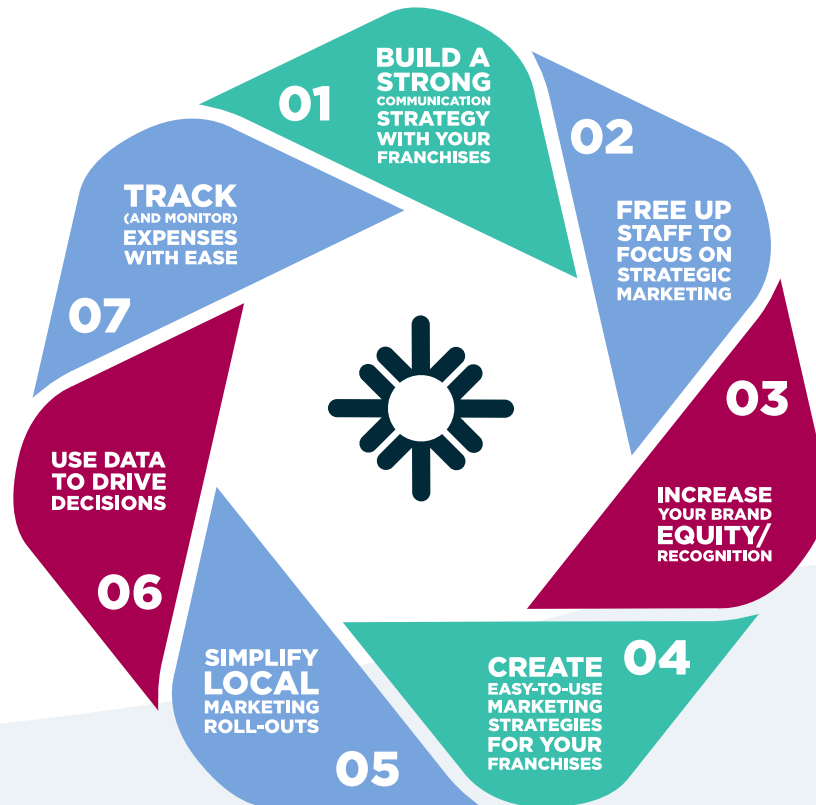 01
BUILD A
STRONG
COMMUNICATION
STRATEGY
WITH YOUR
FRANCHISES
02
FREE UP
STAFF TO
FOCUS ON
STRATEGIC
MARKETING
03
INCREASE
YOUR BRAND
EQUITY/
RECOGNITION
04
CREATE
EASY-TO-USE
MARKETING
STRATEGIES
FOR YOUR
FRANCHISES
05
SIMPLIFY
LOCAL
MARKETING
ROLL-OUTS
06
USE DATA
TO DRIVE
DECISIONS
07
TRACK
(AND MONITOR)
EXPENSES
WITH EASE